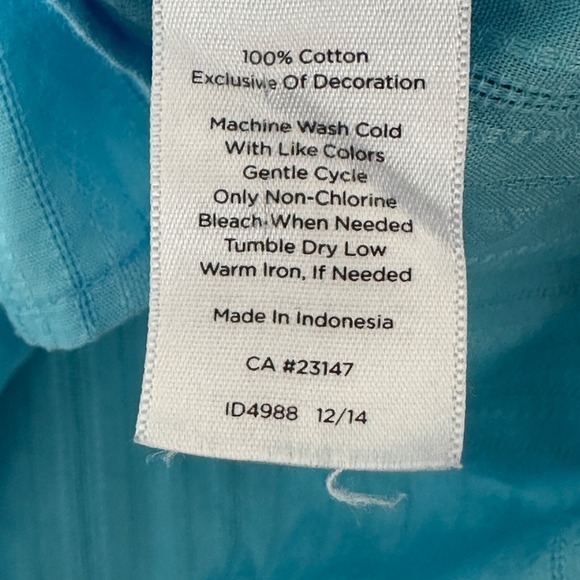 100% Cotton
Exclusive Of Decoration
Machine Wash Cold
With Like Colors
Gentle Cycle
Only Non-Chlorine
Bleach When Needed
Tumble Dry Low
Warm Iron, If Needed
Made In Indonesia
CA #23147
ID4988 12/14